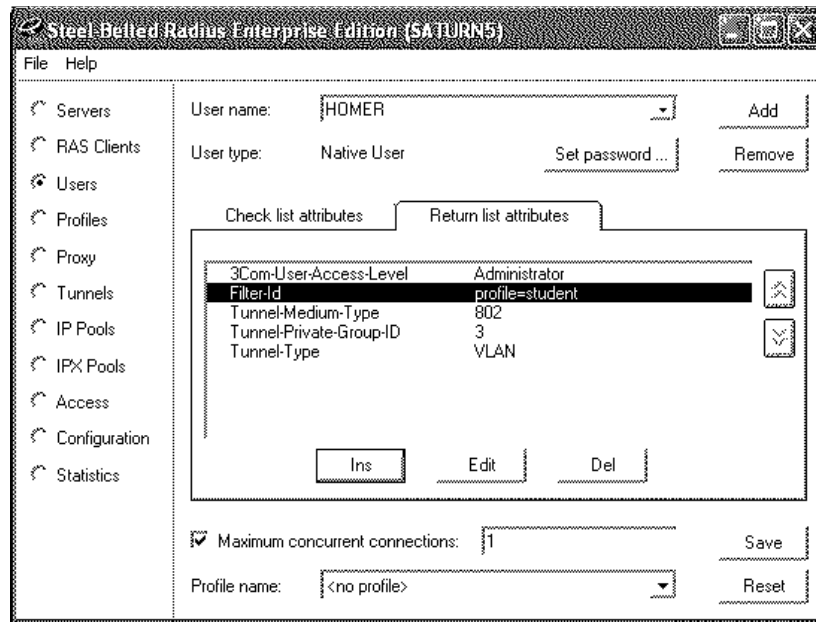 Steel-Belted Radius Enterprise Edition (SATURN5)
File Help
Servers
RAS Clients
Users
Profiles
Proxy
Tunnels
IP Pools
IPX Pools
Access
Configuration
Statistics
User name: HOMER Add
User type: Native User Set password ... Remove
Check list attributes Return list attributes
3Com-User-Access-Level Administrator
Filter-Id profile=student
Tunnel-Medium-Type 802
Tunnel-Private-Group-ID 3
Tunnel-Type VLAN
Ins Edit Del
Maximum concurrent connections: 1 Save
Profile name: <no profile> Reset